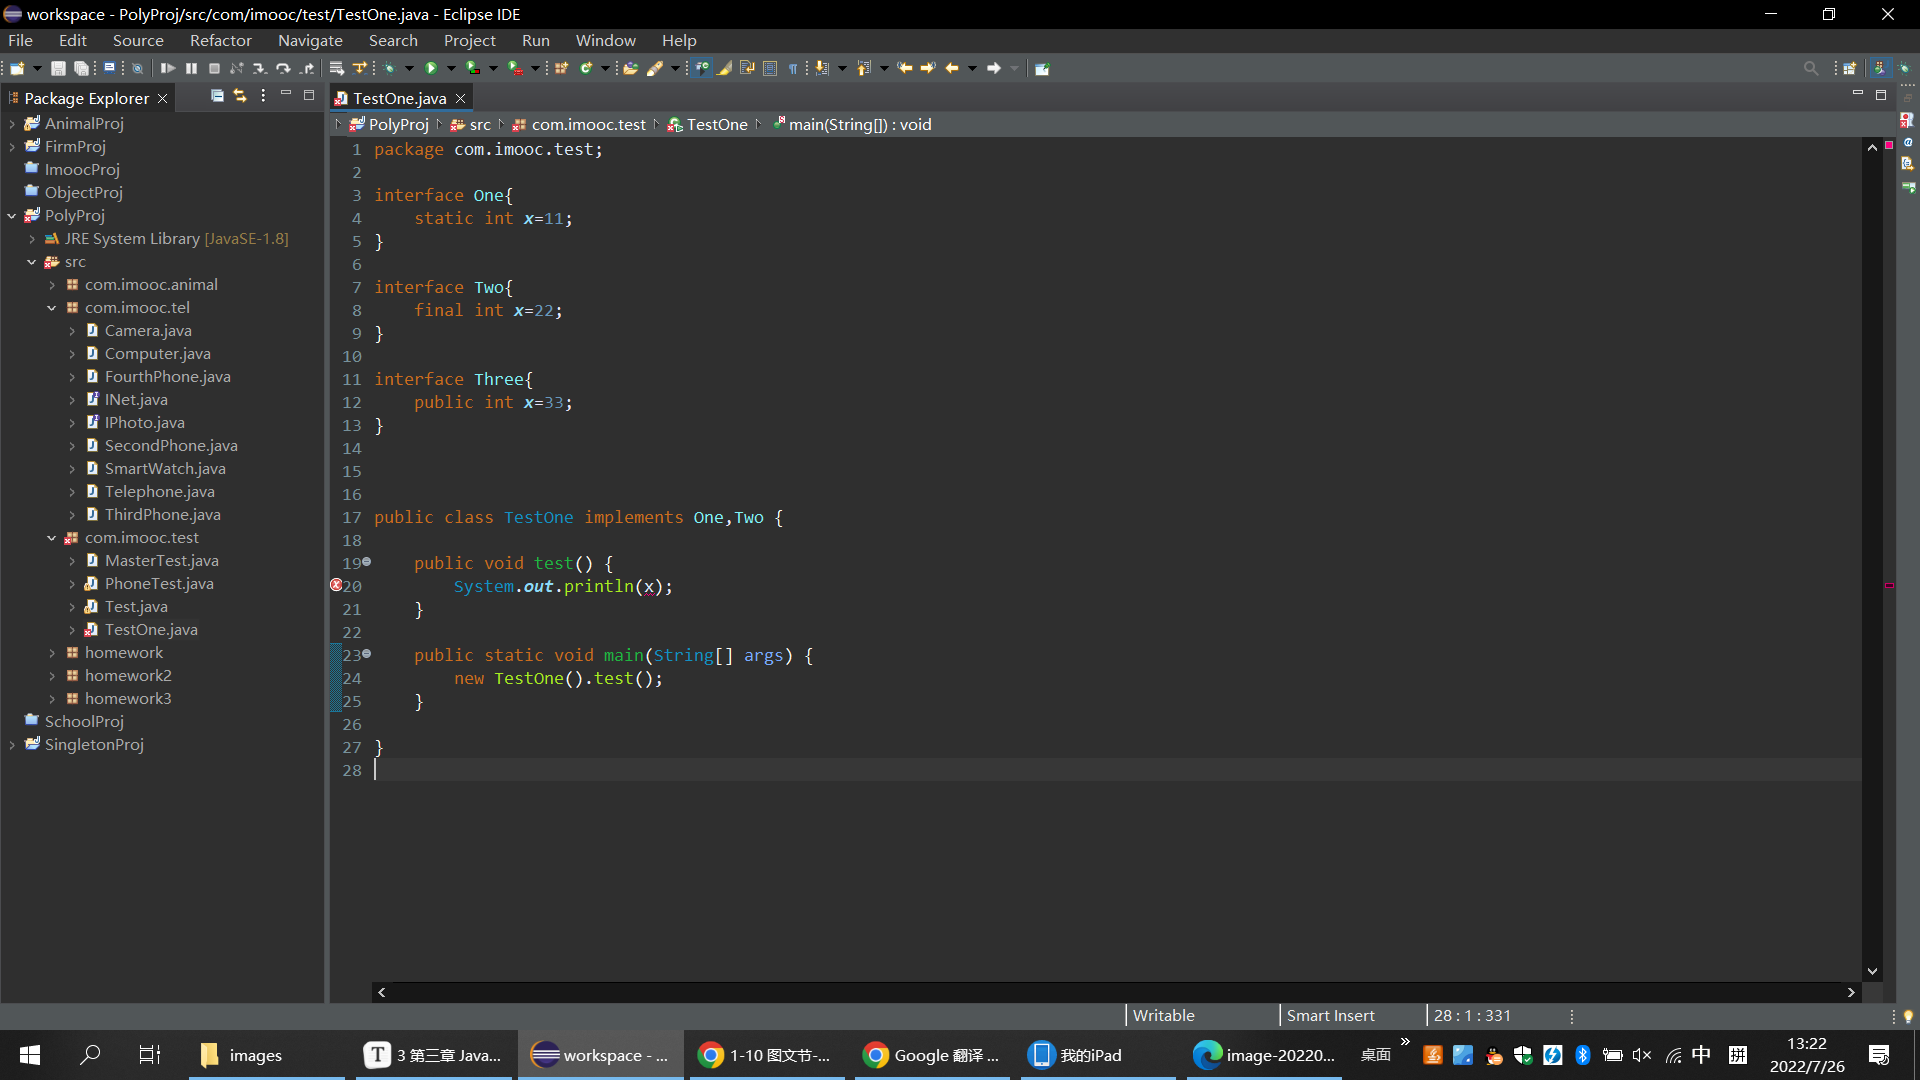 workspace - PolyProj/src/com/imooc/test/TestOne.java - Eclipse IDE
File Edit Source Refactor Navigate Search Project Run Window Help
Package Explorer
AnimalProj
FirmProj
ImoocProj
ObjectProj
PolyProj
JRE System Library [JavaSE-1.8]
src
com.imooc.animal
com.imooc.tel
Camera.java
Computer.java
FourthPhone.java
INet.java
IPhoto.java
SecondPhone.java
SmartWatch.java
Telephone.java
ThirdPhone.java
com.imooc.test
MasterTest.java
PhoneTest.java
Test.java
TestOne.java
homework
homework2
homework3
SchoolProj
SingletonProj
TestOne.java
PolyProj src com.imooc.test TestOne main(String[]) : void
1 package com.imooc.test;
2
3 interface One{
4 static int x=11;
5 }
6
7 interface Two{
8 final int x=22;
9 }
10
11 interface Three{
12 public int x=33;
13 }
14
15
16
17 public class TestOne implements One,Two {
18
19 public void test() {
20 System.out.println(x);
21 }
22
23 public static void main(String[] args) {
24 new TestOne().test();
25 }
26
27 }
28
Writable Smart Insert 28 : 1 : 331
images 3 第三章 Java... workspace - ... 1-10 图文节-... Google 翻译 ... 我的iPad image-20220... 桌面 中 拼 13:22
2022/7/26